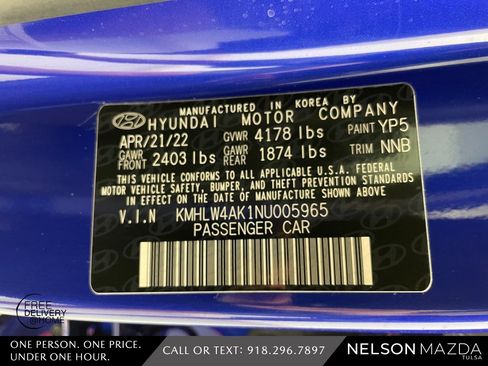 MANUFACTURED IN KOREA BY
HYUNDAI MOTOR COMPANY
APR/21/22 GVWR 4178 lbs PAINT YP5
GAWR FRONT 2403 lbs GAWR REAR 1874 lbs TRIM NNB
THIS VEHICLE CONFORMS TO ALL APPLICABLE U.S.A. FEDERAL
MOTOR VEHICLE SAFETY, BUMPER, AND THEFT PREVENTION STANDARDS
IN EFFECT ON THE DATE OF MANUFACTURE SHOWN ABOVE.
V.I.N KMHLW4AK1NU005965
PASSENGER CAR
FREE
DELIVERY
@HOME
ONE PERSON. ONE PRICE.
UNDER ONE HOUR.
CALL OR TEXT: 918.296.7897
NELSON MAZDA
TULSA